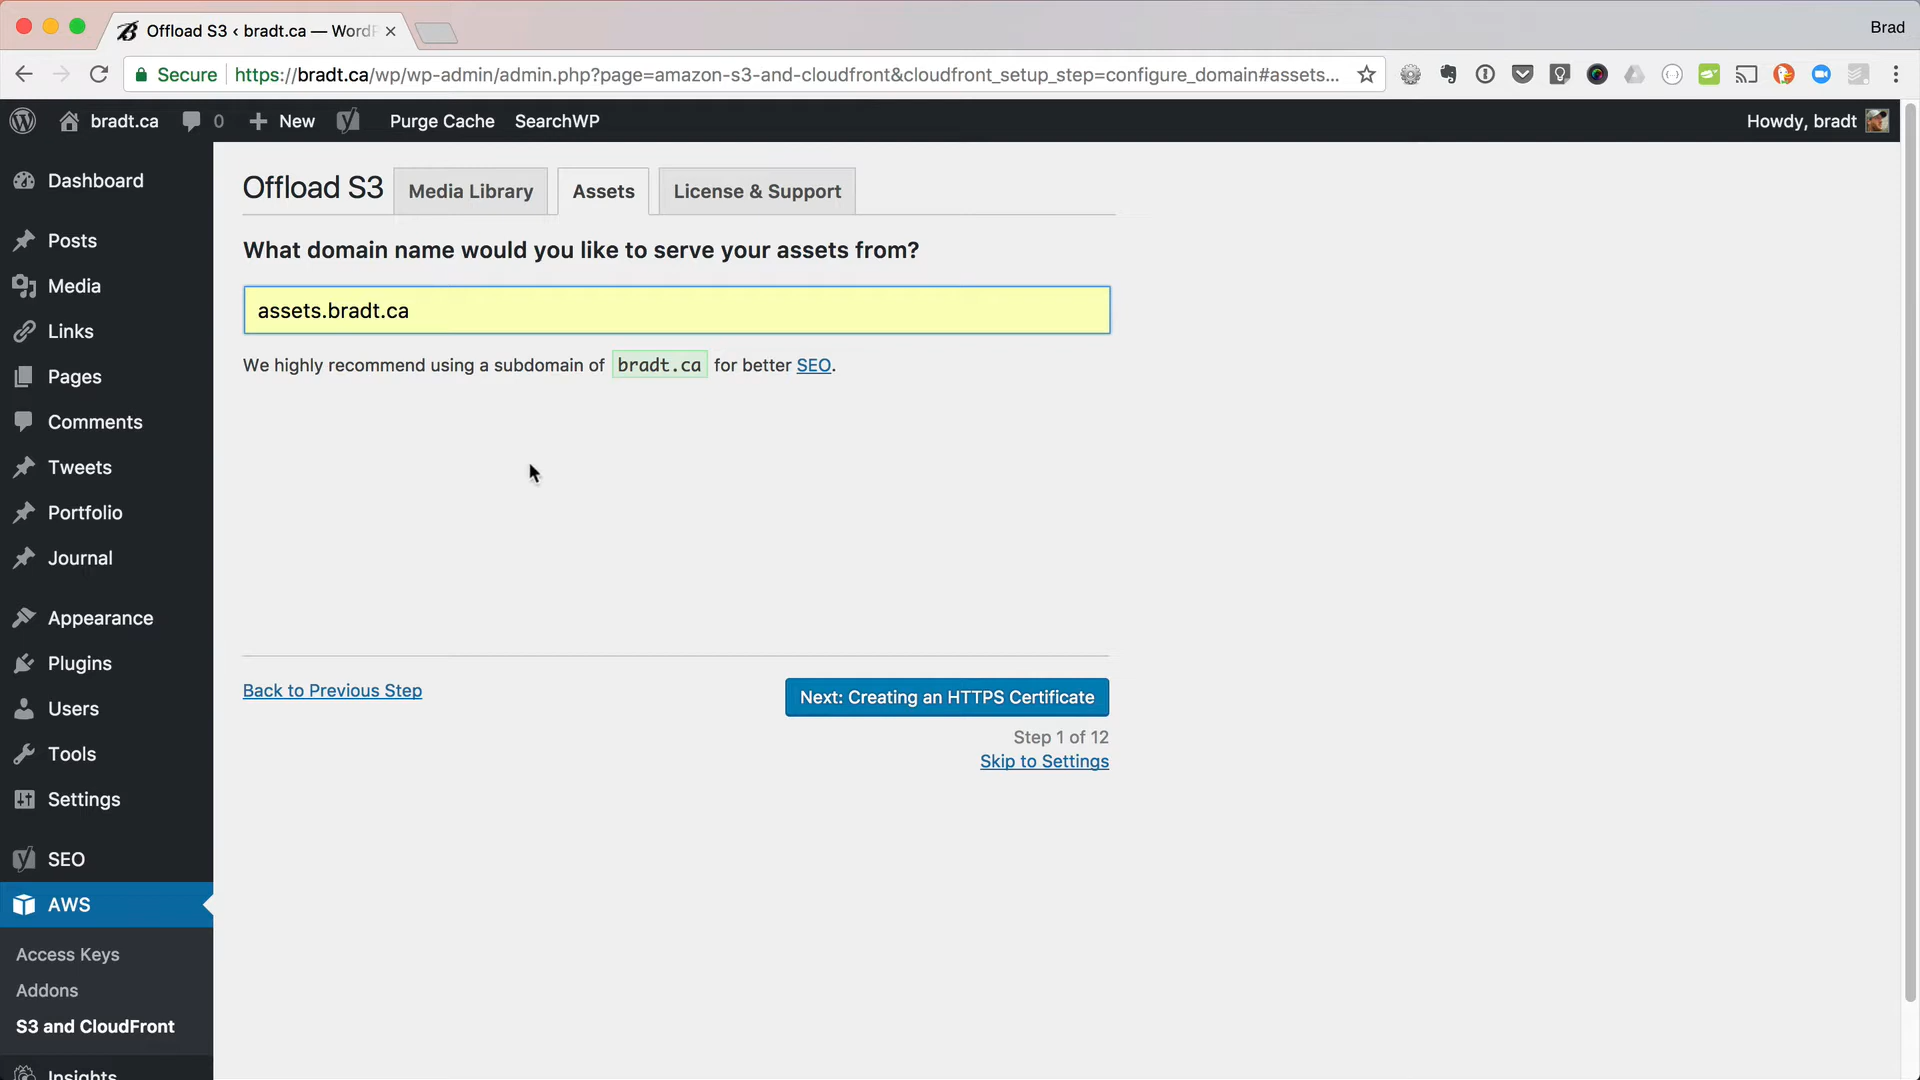 Offload S3 ‹ bradt.ca — WordP
Brad
Secure
https://bradt.ca/wp/wp-admin/admin.php?page=amazon-s3-and-cloudfront&cloudfront_setup_step=configure_domain#assets...
bradt.ca
0
New
Purge Cache
SearchWP
Howdy, bradt
Dashboard
Posts
Media
Links
Pages
Comments
Tweets
Portfolio
Journal
Appearance
Plugins
Users
Tools
Settings
SEO
AWS
Access Keys
Addons
S3 and CloudFront
Insights
Offload S3
Media Library
Assets
License & Support
What domain name would you like to serve your assets from?
assets.bradt.ca
We highly recommend using a subdomain of bradt.ca for better SEO.
Back to Previous Step
Next: Creating an HTTPS Certificate
Step 1 of 12
Skip to Settings